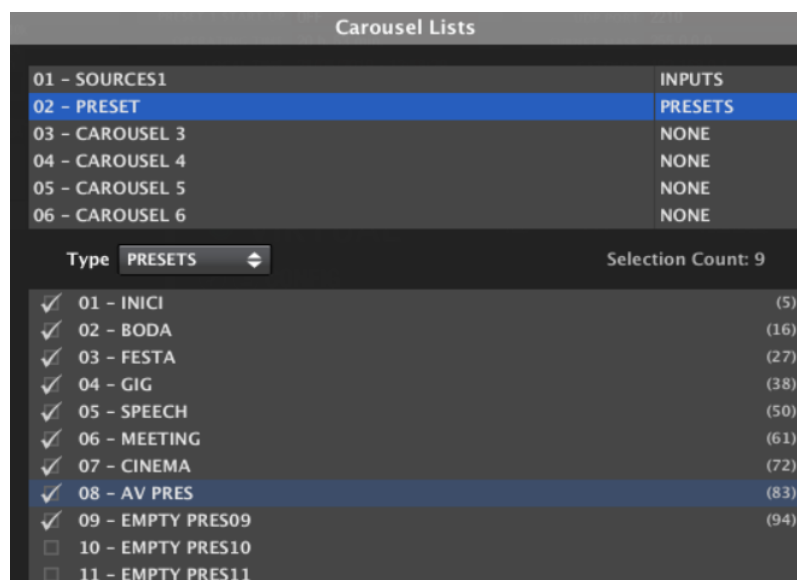 Carousel Lists
01 – SOURCES1 INPUTS
02 – PRESET PRESETS
03 – CAROUSEL 3 NONE
04 – CAROUSEL 4 NONE
05 – CAROUSEL 5 NONE
06 – CAROUSEL 6 NONE
Type PRESETS Selection Count: 9
01 – INICI (5)
02 – BODA (16)
03 – FESTA (27)
04 – GIG (38)
05 – SPEECH (50)
06 – MEETING (61)
07 – CINEMA (72)
08 – AV PRES (83)
09 – EMPTY PRES09 (94)
10 – EMPTY PRES10
11 – EMPTY PRES11